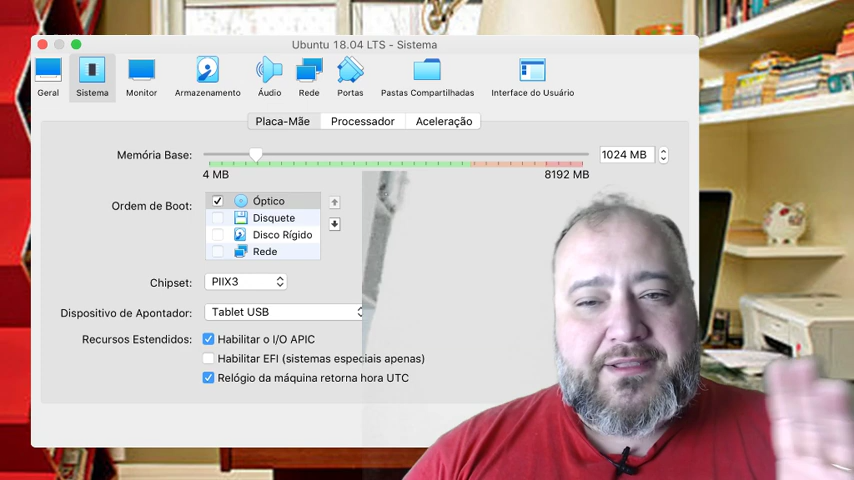 Ubuntu 18.04 LTS - Sistema
Geral Sistema Monitor Armazenamento Áudio Rede Portas Pastas Compartilhadas Interface do Usuário
Placa-Mãe Processador Aceleração
Memória Base: 1024 MB
4 MB 8192 MB
Ordem de Boot: Óptico
Disquete
Disco Rígido
Rede
Chipset: PIIX3
Dispositivo de Apontador: Tablet USB
Recursos Estendidos: Habilitar o I/O APIC
Habilitar EFI (sistemas especiais apenas)
Relógio da máquina retorna hora UTC